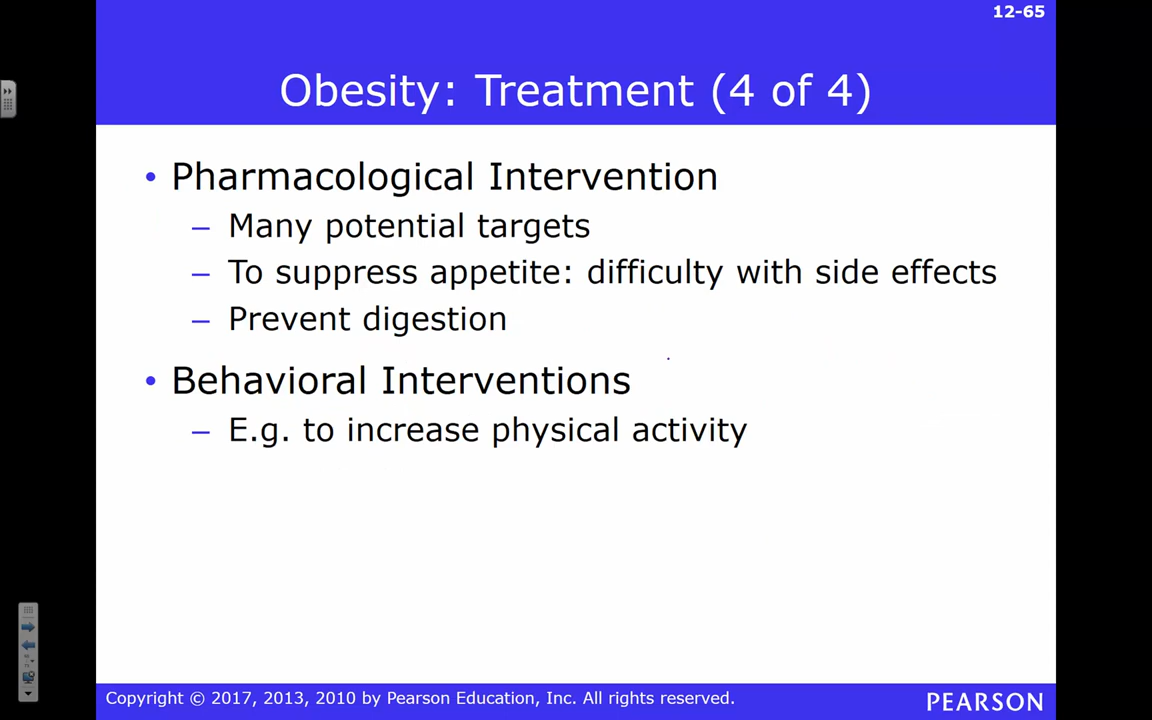 12-65
Obesity: Treatment (4 of 4)
• Pharmacological Intervention
– Many potential targets
– To suppress appetite: difficulty with side effects
– Prevent digestion
• Behavioral Interventions
– E.g. to increase physical activity
Copyright © 2017, 2013, 2010 by Pearson Education, Inc. All rights reserved.
PEARSON